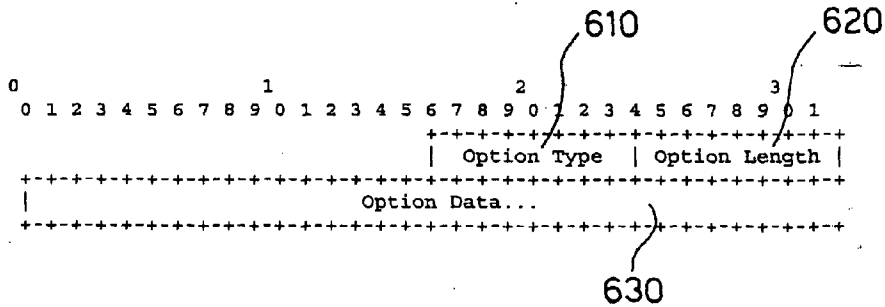 610 620
0 1 2 3
0 1 2 3 4 5 6 7 8 9 0 1 2 3 4 5 6 7 8 9 0 1 2 3 4 5 6 7 8 9 0 1
+-+-+-+-+-+-+-+-+-+-+-+-+-+-+-+-+
| Option Type | Option Length |
+-+-+-+-+-+-+-+-+-+-+-+-+-+-+-+-+-+-+-+-+-+-+-+-+-+-+-+-+-+-+-+-+
| Option Data...
+-+-+-+-+-+-+-+-+-+-+-+-+-+-+-+-+-+-+-+-+-+-+-+-+-+-+-+-+-+-+-+-+
630